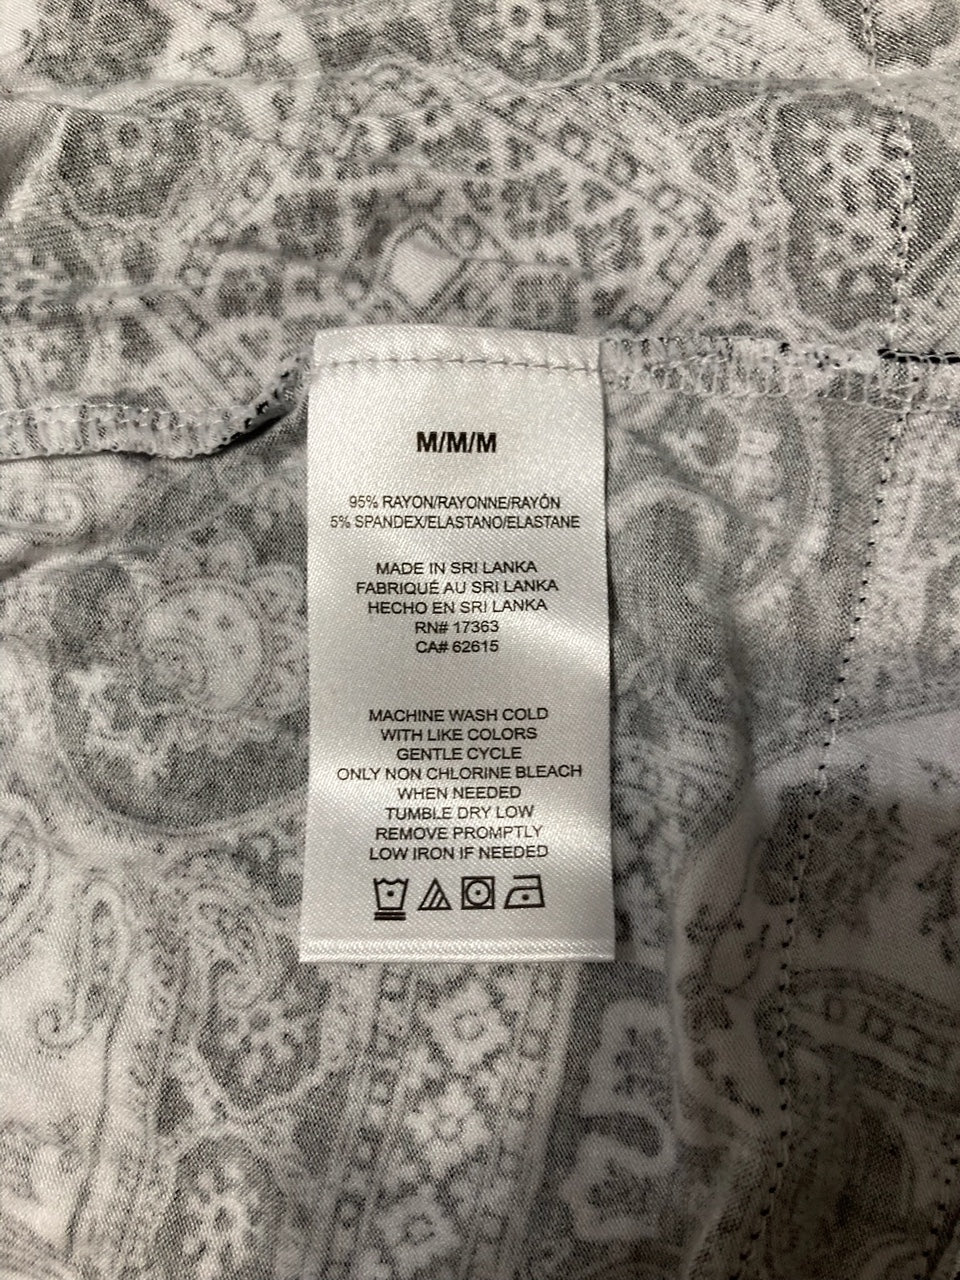 M/M/M
95% RAYON/RAYONNE/RAYÓN
5% SPANDEX/ELASTANO/ELASTANE
MADE IN SRI LANKA
FABRIQUÉ AU SRI LANKA
HECHO EN SRI LANKA
RN# 17363
CA# 62615
MACHINE WASH COLD
WITH LIKE COLORS
GENTLE CYCLE
ONLY NON CHLORINE BLEACH
WHEN NEEDED
TUMBLE DRY LOW
REMOVE PROMPTLY
LOW IRON IF NEEDED